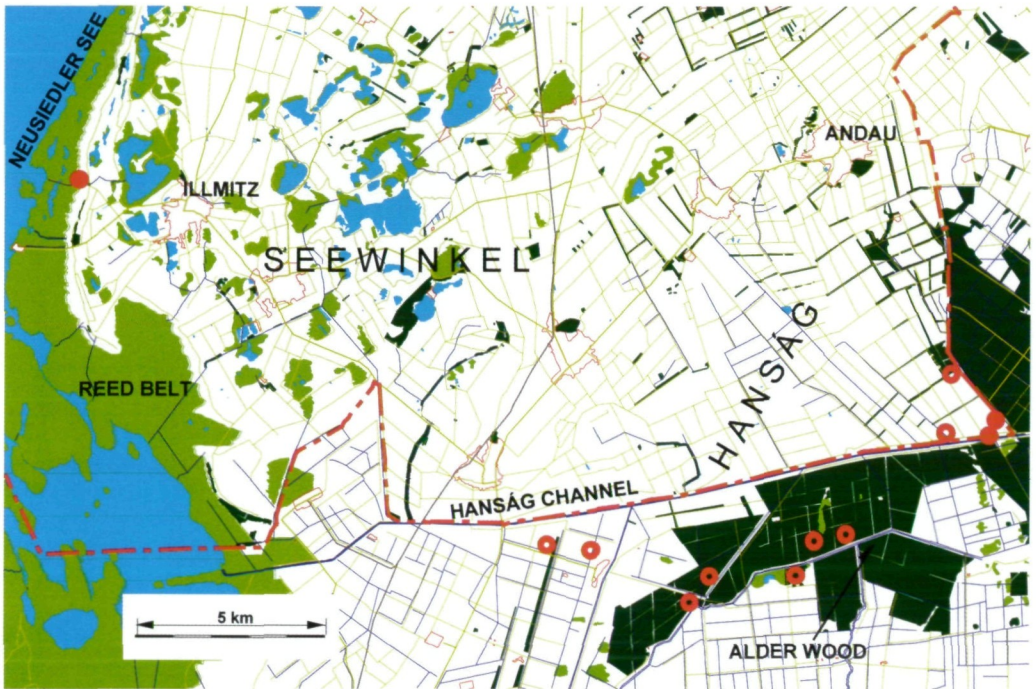 NEUSIEDLER SEE
ANDAU
ILLMITZ
SEEWINKEL
HANSÁG
REED BELT
HANSÁG CHANNEL
5 km
ALDER WOOD